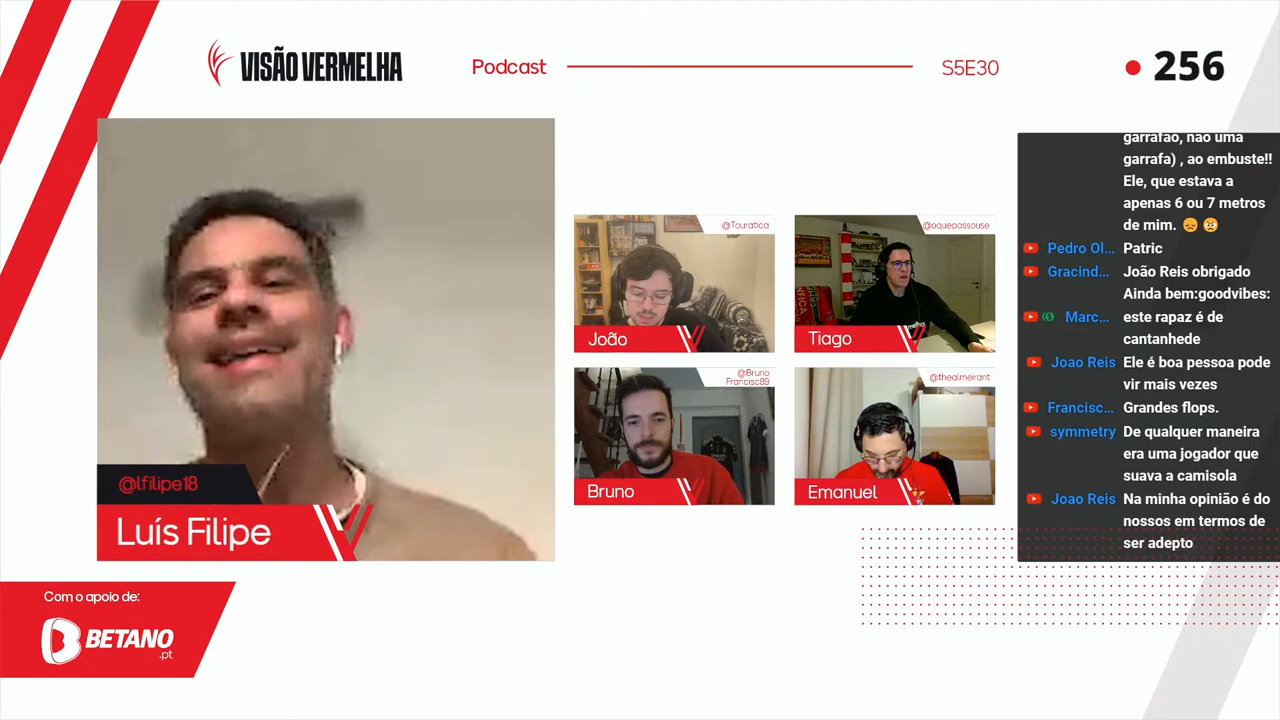 VISÃO VERMELHA
Podcast
S5E30
256
@lfilipe18
Luís Filipe
@Touratica
João
@oquepassouse
Tiago
@Bruno
Francisc89
Bruno
@thealmeirant
Emanuel
garrafão, não uma
garrafa) , ao embuste!!
Ele, que estava a
apenas 6 ou 7 metros
de mim. 😞 😡
Pedro Ol... Patric
Gracind... João Reis obrigado
Ainda bem:goodvibes:
Marc... este rapaz é de
cantanhede
Joao Reis Ele é boa pessoa pode
vir mais vezes
Francisc... Grandes flops.
symmetry De qualquer maneira
era uma jogador que
suava a camisola
Joao Reis Na minha opinião é do
nossos em termos de
ser adepto
Com o apoio de:
BETANO
.pt